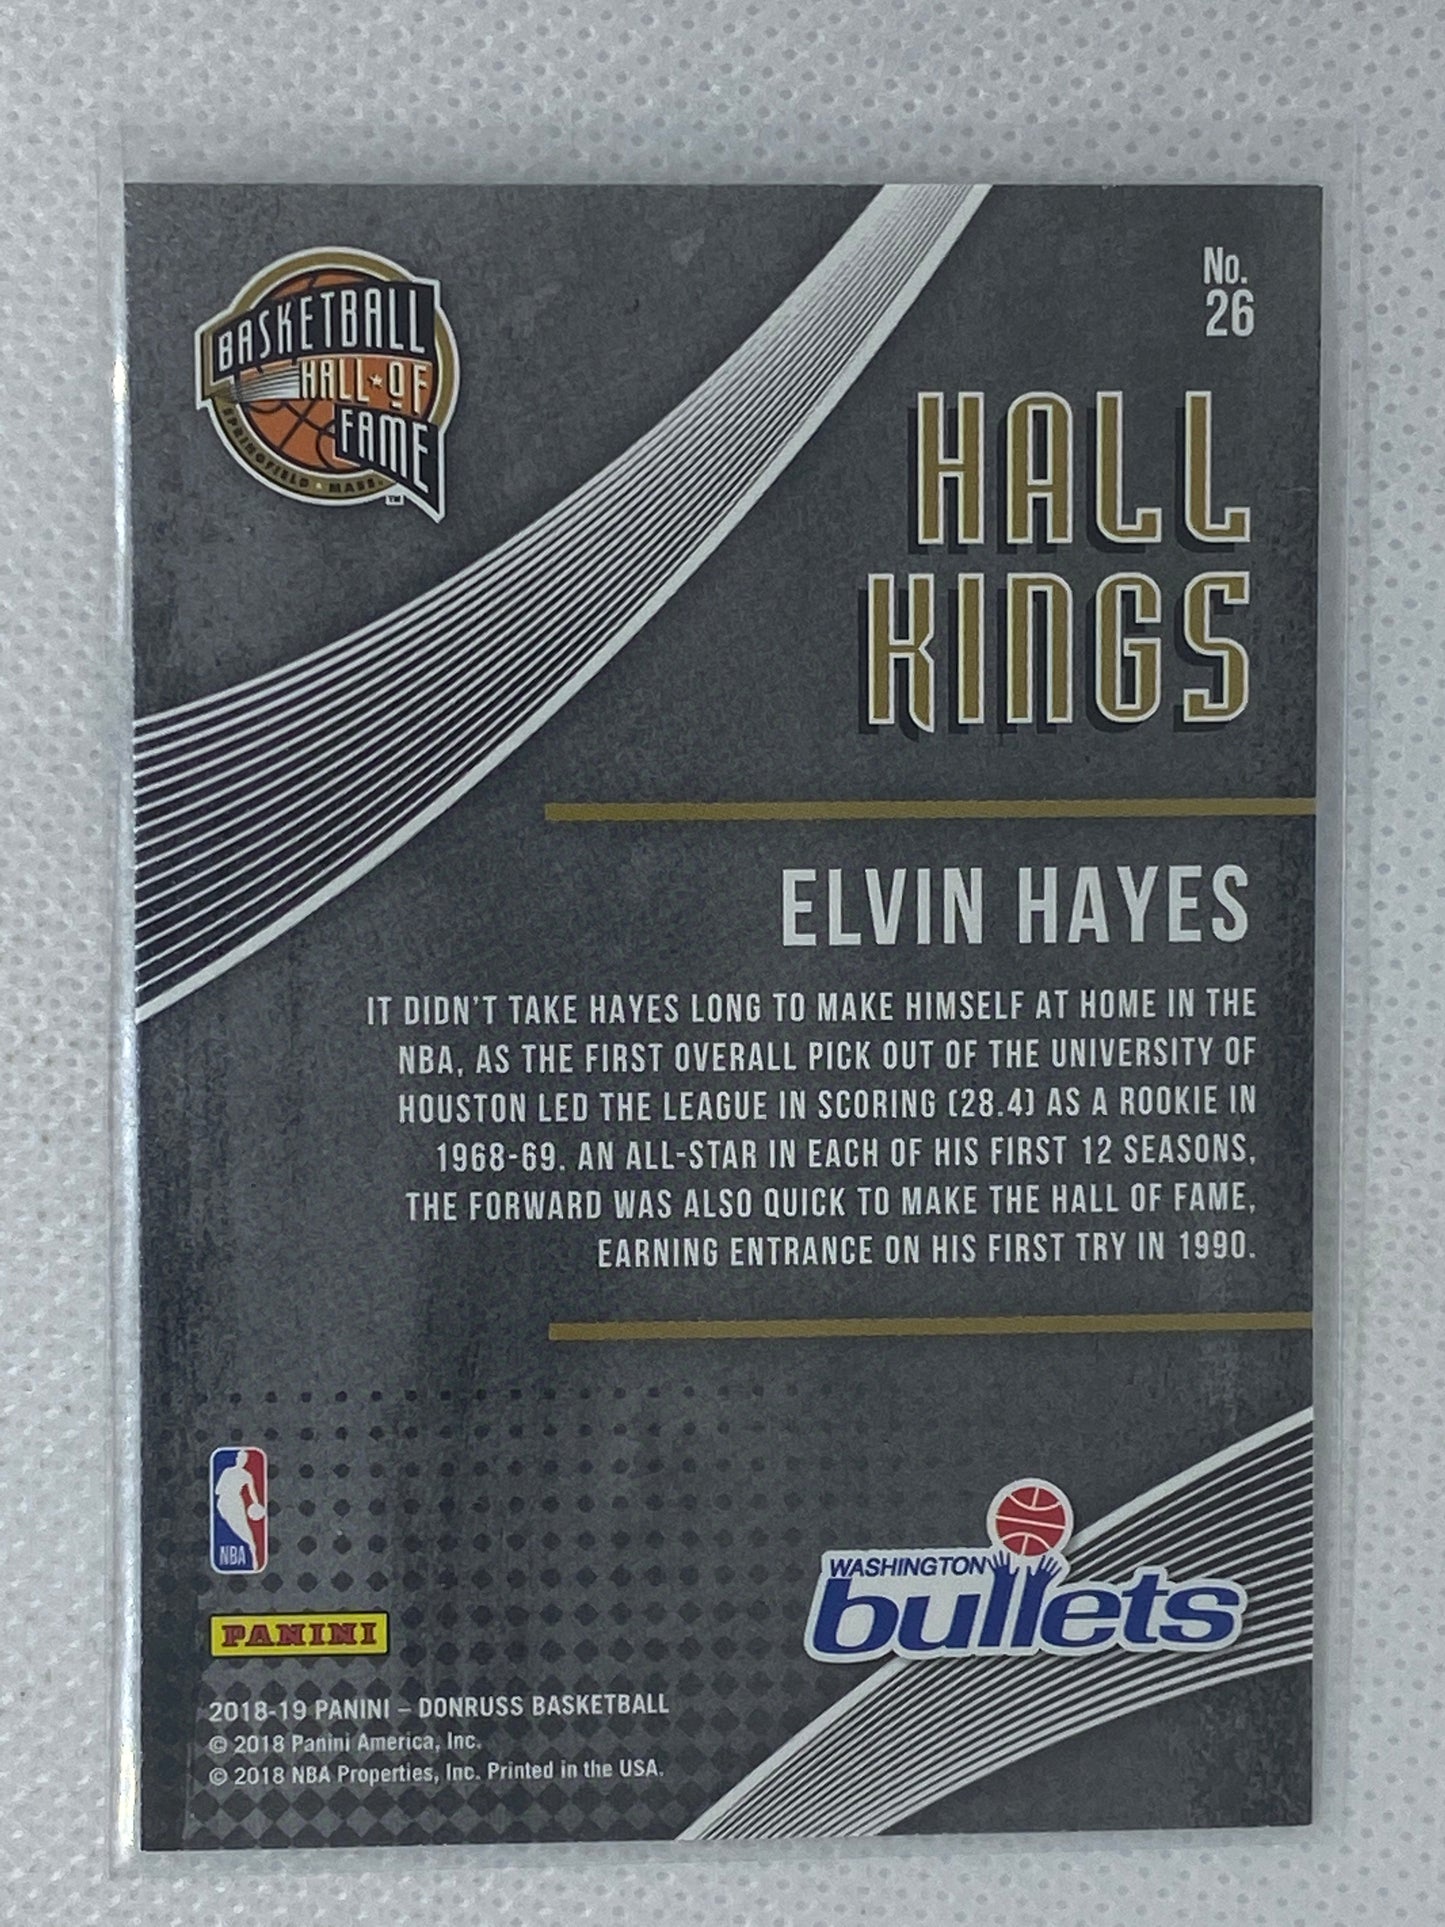 BASKETBALL
HALL OF
FAME
SPRINGFIELD • MASS.
TM
No.
26
HALL
KINGS
ELVIN HAYES
IT DIDN'T TAKE HAYES LONG TO MAKE HIMSELF AT HOME IN THE
NBA, AS THE FIRST OVERALL PICK OUT OF THE UNIVERSITY OF
HOUSTON LED THE LEAGUE IN SCORING (28.4) AS A ROOKIE IN
1968-69. AN ALL-STAR IN EACH OF HIS FIRST 12 SEASONS,
THE FORWARD WAS ALSO QUICK TO MAKE THE HALL OF FAME,
EARNING ENTRANCE ON HIS FIRST TRY IN 1990.
NBA
WASHINGTON
bullets
PANINI
2018-19 PANINI – DONRUSS BASKETBALL
© 2018 Panini America, Inc.
© 2018 NBA Properties, Inc. Printed in the USA.